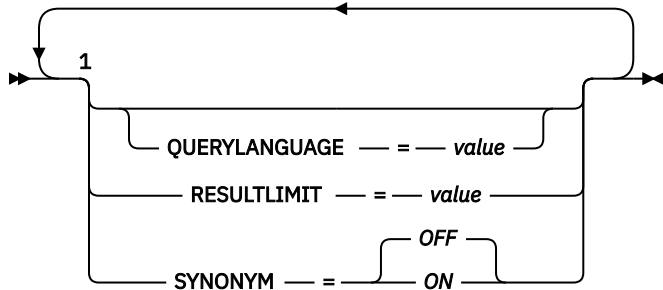 1
QUERYLANGUAGE = value
RESULTLIMIT = value
OFF
SYNONYM = ON